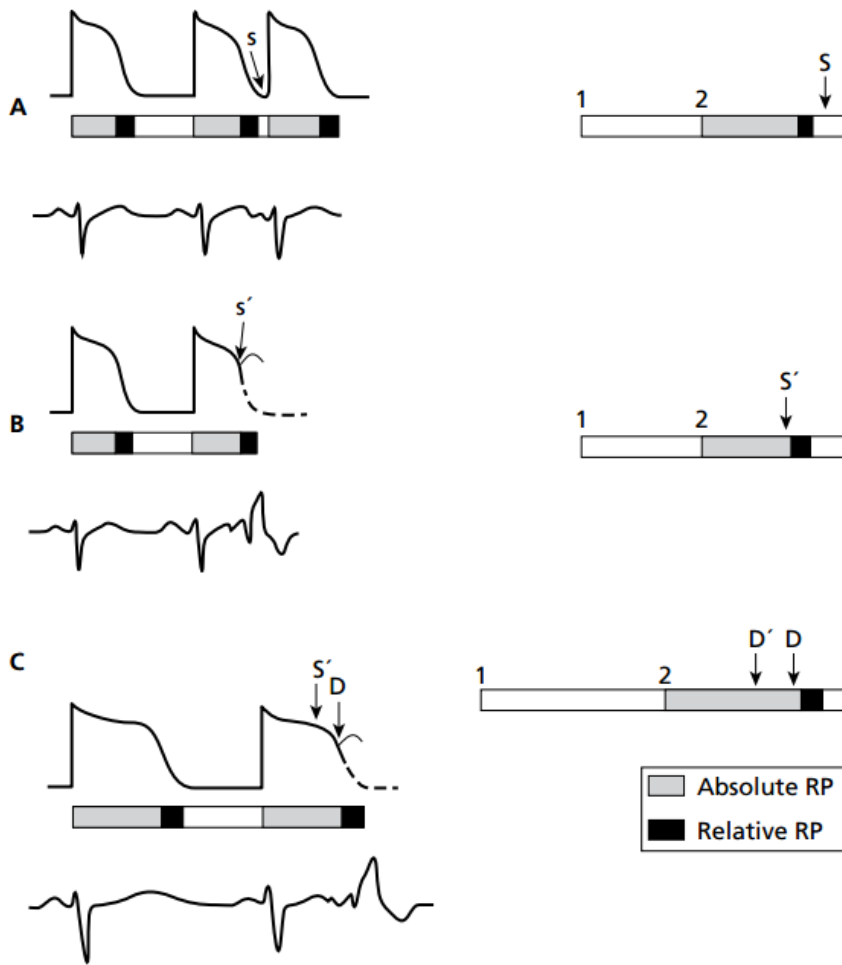 s
S
A
1 2
s´
S´
B
1 2
C
S´
D
D´ D
1 2
Absolute RP
Relative RP